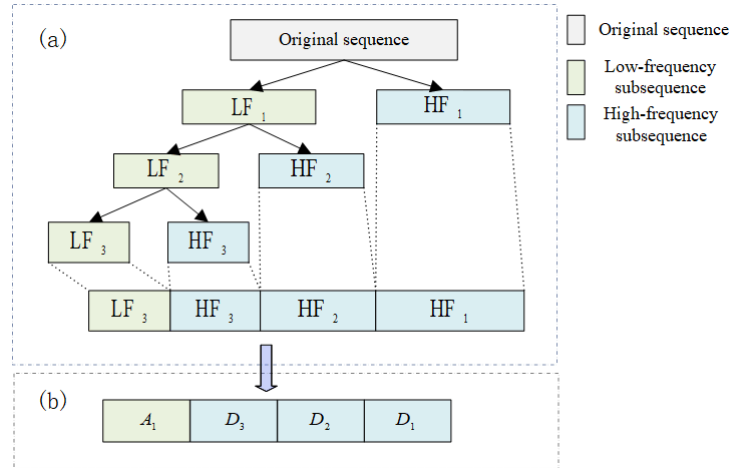 (a)
Original sequence
LF 1
HF 1
LF 2
HF 2
LF 3
HF 3
LF 3
HF 3
HF 2
HF 1
Original sequence
Low-frequency
subsequence
High-frequency
subsequence
(b)
A1
D3
D2
D1